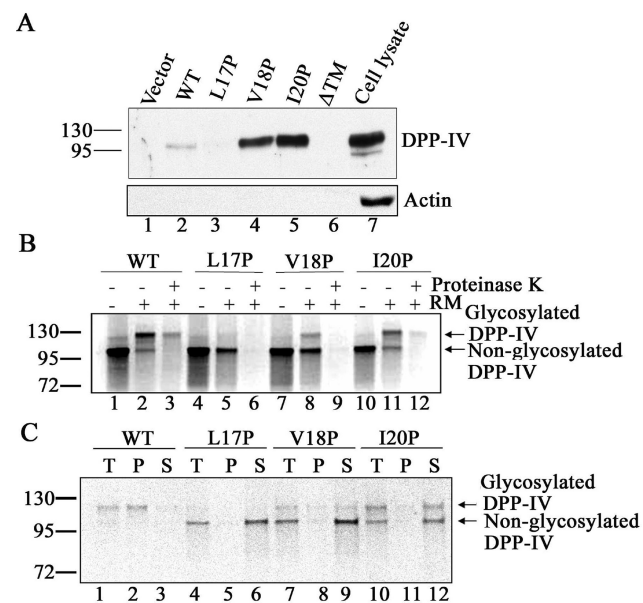 A
Vector WT L17P V18P I20P ΔTM Cell lysate
130
95
DPP-IV
Actin
1 2 3 4 5 6 7
B
WT L17P V18P I20P
- - + - - + - - + - - + Proteinase K
- + + - + + - + + - + + RM
130
95
72
Glycosylated
DPP-IV
Non-glycosylated
DPP-IV
1 2 3 4 5 6 7 8 9 10 11 12
C
WT L17P V18P I20P
T P S T P S T P S T P S
130
95
72
Glycosylated
DPP-IV
Non-glycosylated
DPP-IV
1 2 3 4 5 6 7 8 9 10 11 12